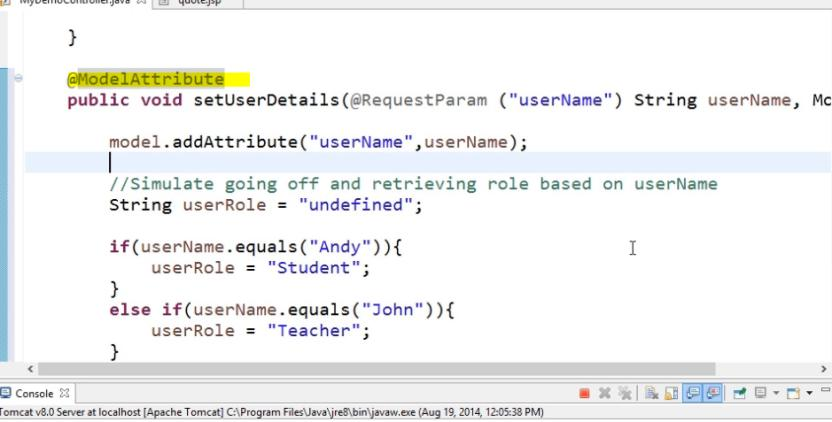 MyDemoController.java quote.jsp
}
@ModelAttribute
public void setUserDetails(@RequestParam ("userName") String userName, Mc
model.addAttribute("userName",userName);
//Simulate going off and retrieving role based on userName
String userRole = "undefined";
if(userName.equals("Andy")){
userRole = "Student";
}
else if(userName.equals("John")){
userRole = "Teacher";
}
Console
Tomcat v8.0 Server at localhost [Apache Tomcat] C:\Program Files\Java\jre8\bin\javaw.exe (Aug 19, 2014, 12:05:38 PM)